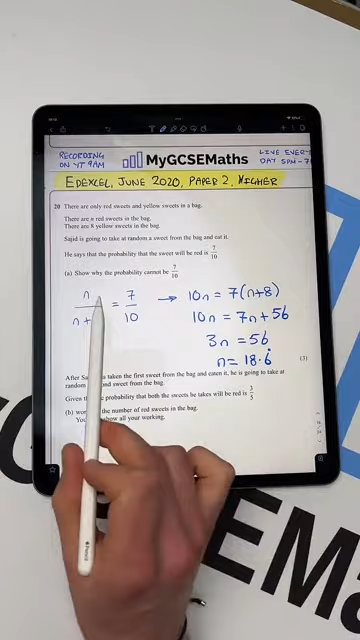 RECORDING
ON YT 9AM
MyGCSEMaths
LIVE EVERY
DAY 5PM-7
EDEXCEL, JUNE 2020, PAPER 2, HIGHER
20 There are only red sweets and yellow sweets in a bag.
There are n red sweets in the bag.
There are 8 yellow sweets in the bag.
Sajid is going to take at random a sweet from the bag and eat it.
He says that the probability that the sweet will be red is 7/10
(a) Show why the probability cannot be 7/10
n / n+ = 7/10 → 10n = 7(n+8)
10n = 7n + 56
3n = 56
n = 18.6̇
(3)
After Sa taken the first sweet from the bag and eaten it, he is going to take at
random second sweet from the bag.
Given probability that both the sweets he takes will be red is 3/5
(b) wor the number of red sweets in the bag.
You show all your working.